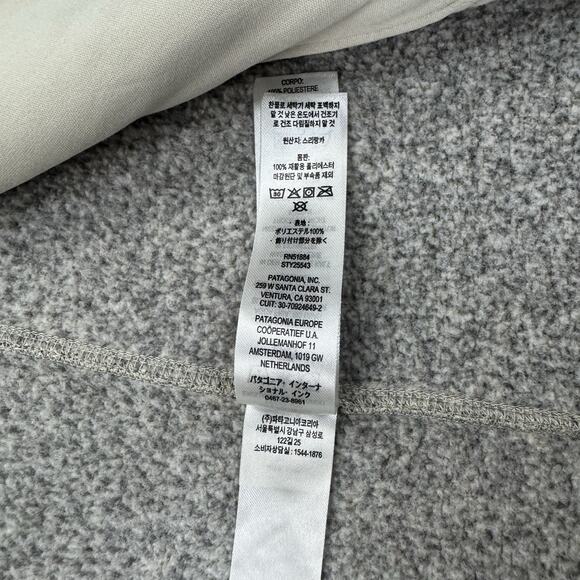 CORPO:
100% POLIESTERE
찬물로 세탁기 세탁 표백하지
말 것 낮은 온도에서 건조기
로 건조 다림질하지 말 것
원산자: 스리랑카
품판:
100% 재활용 폴리에스터
마감원단 및 부속품 제외
30
・表地:
ポリエステル100%
・飾り付け部分を除く
RN51884
STY25543
PATAGONIA, INC.
259 W SANTA CLARA ST.
VENTURA, CA 93001
CUIT: 30-70924649-2
PATAGONIA EUROPE
COÖPERATIEF U.A.
JOLLEMANHOF 11
AMSTERDAM, 1019 GW
NETHERLANDS
パタゴニア・インターナ
ショナル・インク
0467-23-8961
(주)파타고니아코리아
서울특별시 강남구 삼성로
122길 25
소비자상담실: 1544-1876